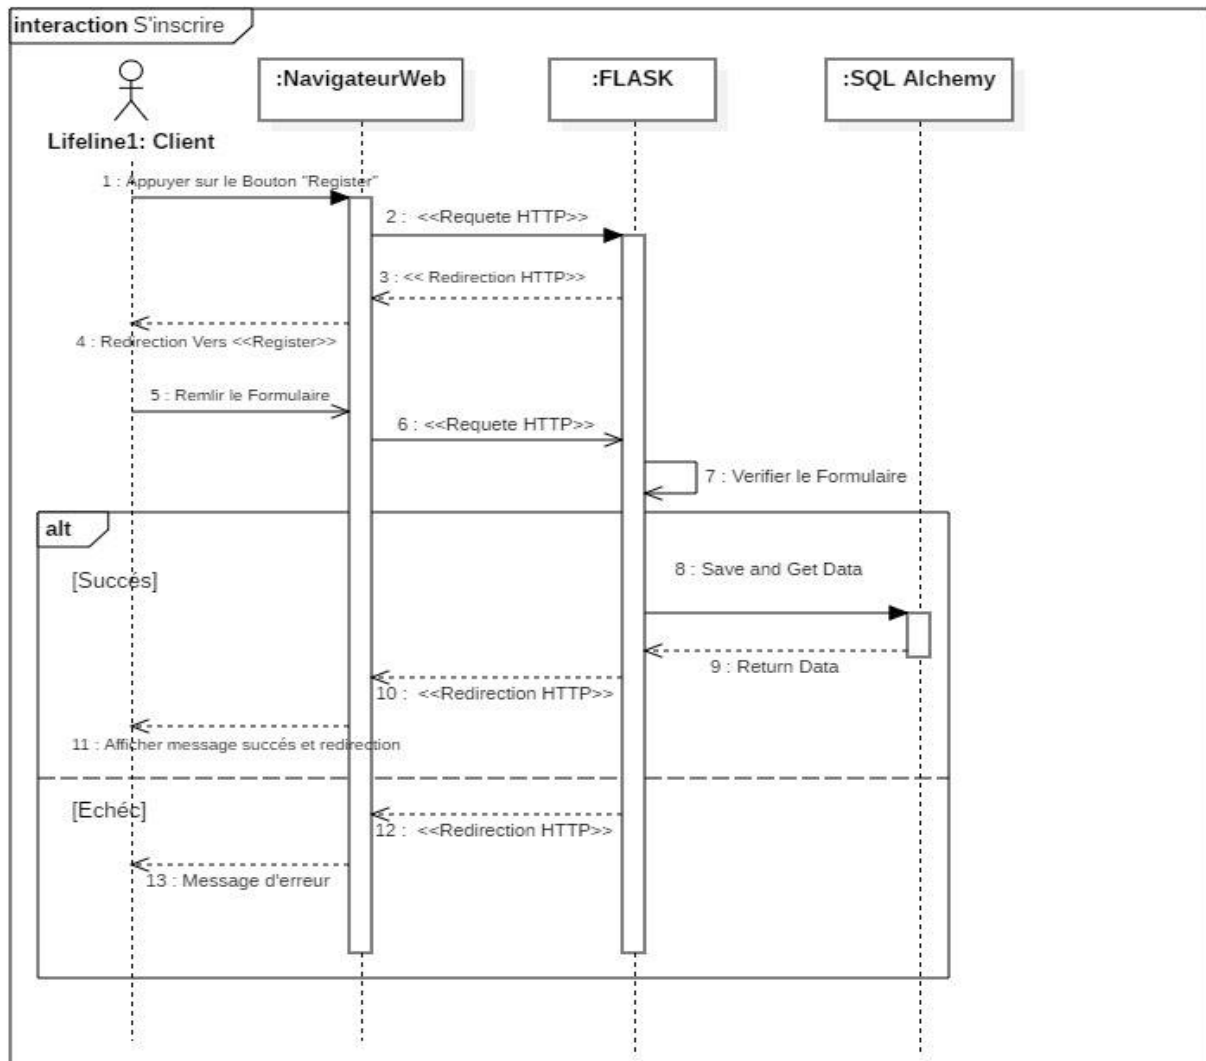 interaction S'inscrire
:NavigateurWeb
:FLASK
:SQL Alchemy
Lifeline1: Client
1 : Appuyer sur le Bouton "Register"
2 : <<Requete HTTP>>
3 : << Redirection HTTP>>
4 : Redirection Vers <<Register>>
5 : Remlir le Formulaire
6 : <<Requete HTTP>>
7 : Verifier le Formulaire
alt
[Succés]
8 : Save and Get Data
9 : Return Data
10 : <<Redirection HTTP>>
11 : Afficher message succés et redirection
[Echéc]
12 : <<Redirection HTTP>>
13 : Message d'erreur